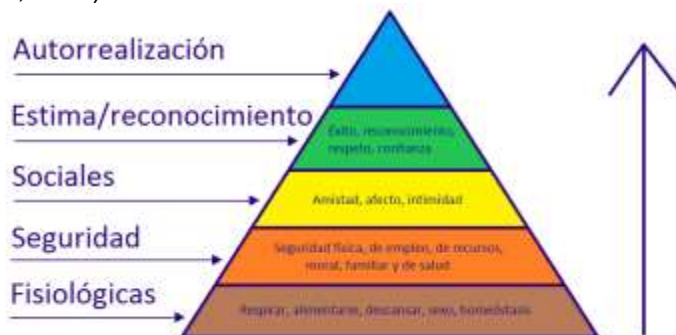 Autorrealización
Estima/reconocimiento
Éxito, reconocimiento,
respeto, confianza
Sociales
Amistad, afecto, intimidad
Seguridad
Seguridad física, de empleo, de recursos,
moral, familiar y de salud
Fisiológicas
Respirar, alimentarse, descansar, sexo, homeóstasis